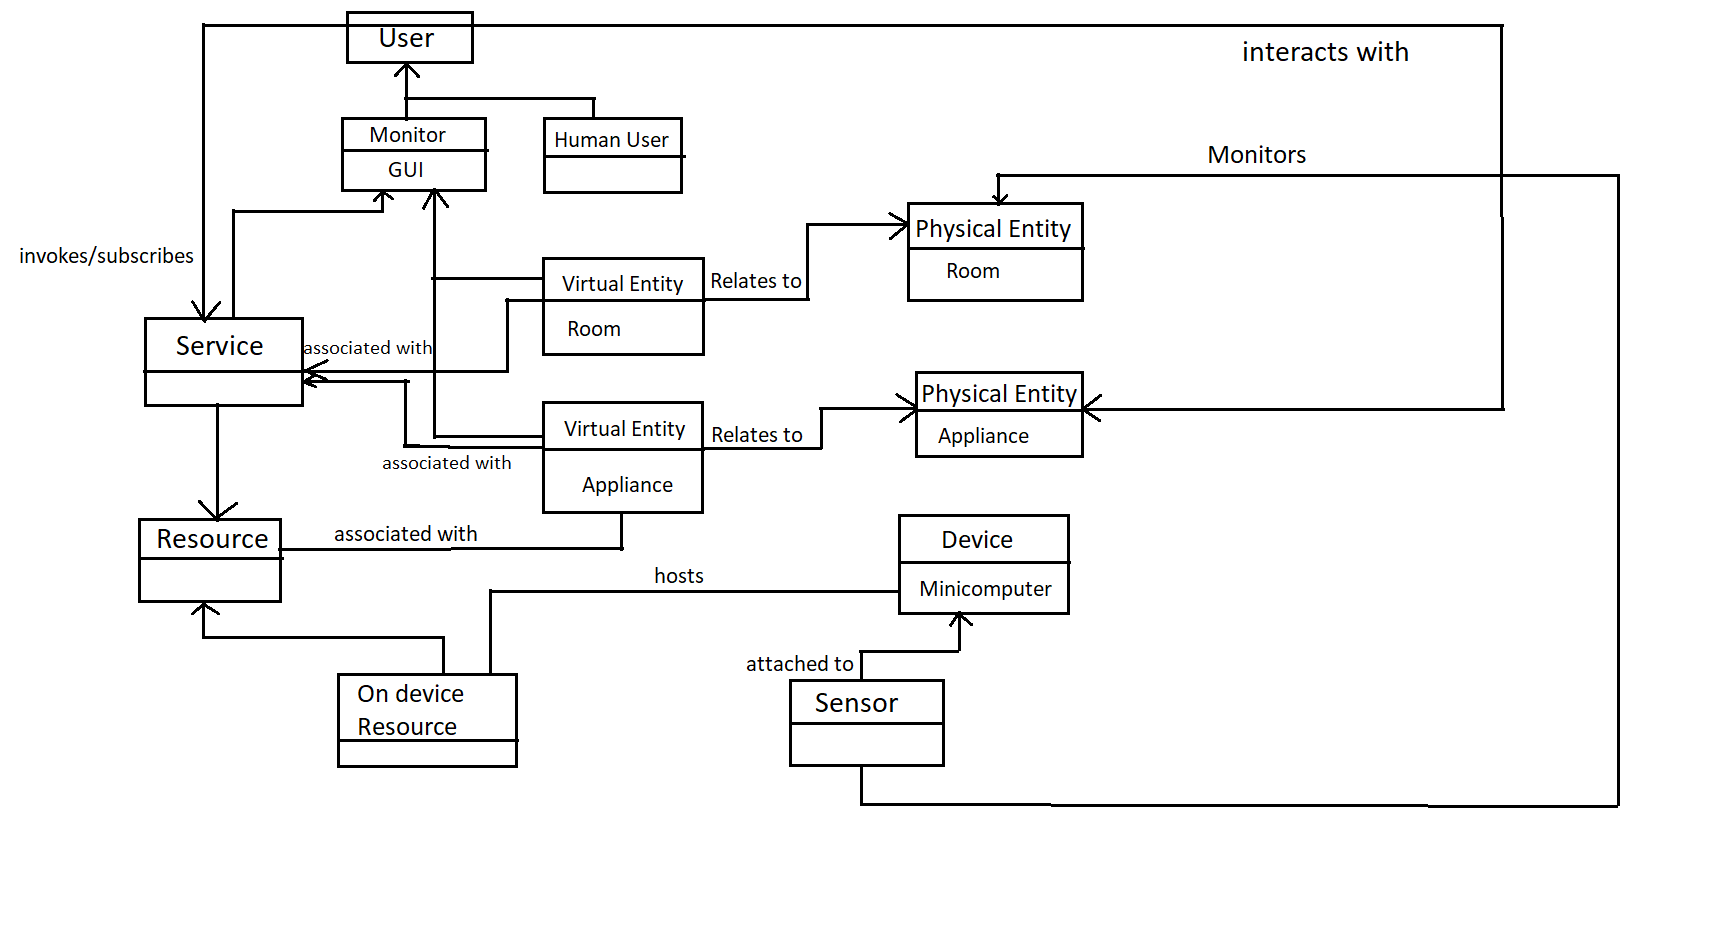 User
interacts with
Monitor
GUI
Human User
Monitors
Physical Entity
Room
invokes/subscribes
Virtual Entity
Room
Relates to
Service
associated with
Physical Entity
Appliance
Virtual Entity
Appliance
Relates to
associated with
Resource
associated with
Device
Minicomputer
hosts
attached to
On device
Resource
Sensor